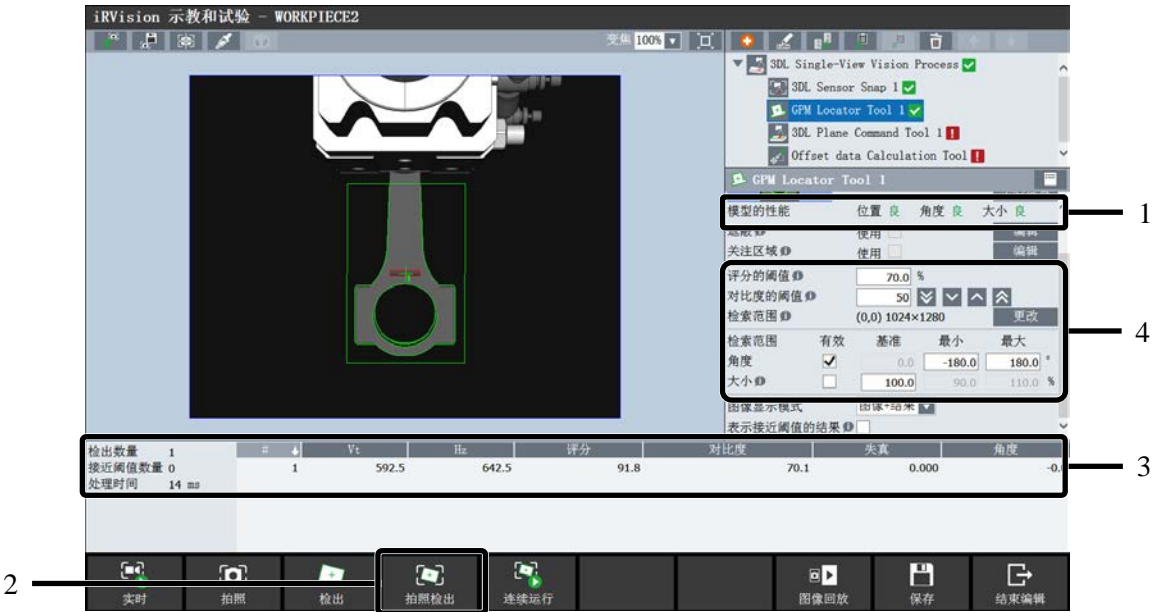 iRVision 示教和试验 - WORKPIECE2
变焦 100%
3DL Single-View Vision Process
3DL Sensor Snap 1
GPM Locator Tool 1
3DL Plane Command Tool 1
Offset data Calculation Tool
GPM Locator Tool 1
模型的性能 位置 良 角度 良 大小 良
1
遮蔽 使用 编辑
关注区域 使用 编辑
评分的阈值 70.0 %
对比度的阈值 50
检索范围 (0,0) 1024×1280 更改
检索范围 有效 基准 最小 最大
4
角度 0.0 -180.0 180.0 °
大小 100.0 90.0 110.0 %
图像显示模式 图像+结果
表示接近阈值的结果
检出数量 1 # Vt Hz 评分 对比度 失真 角度
接近阈值数量 0 1 592.5 642.5 91.8 70.1 0.000
3
处理时间 14 ms
2
实时 拍照 检出 拍照检出 连续运行 图像回放 保存 结束编辑